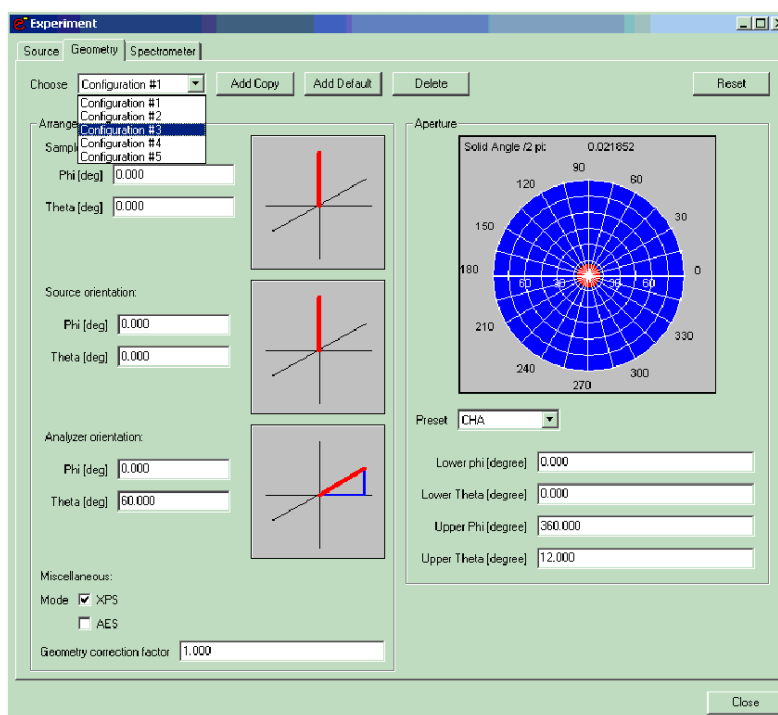 Experiment
Source Geometry Spectrometer
Choose Configuration #1 Add Copy Add Default Delete Reset
Configuration #1
Configuration #2
Configuration #3
Configuration #4
Configuration #5
Arrange
Sampl
Phi [deg] 0.000
Theta [deg] 0.000
Source orientation:
Phi [deg] 0.000
Theta [deg] 0.000
Analyzer orientation:
Phi [deg] 0.000
Theta [deg] 60.000
Miscellaneous:
Mode XPS
AES
Geometry correction factor 1.000
Aperture
Solid Angle /2 pi: 0.021852
90
120 60
150 30
180 60 30 30 60 0
210 330
240 300
270
Preset CHA
Lower phi [degree] 0.000
Lower Theta [degree] 0.000
Upper Phi [degree] 360.000
Upper Theta [degree] 12.000
Close